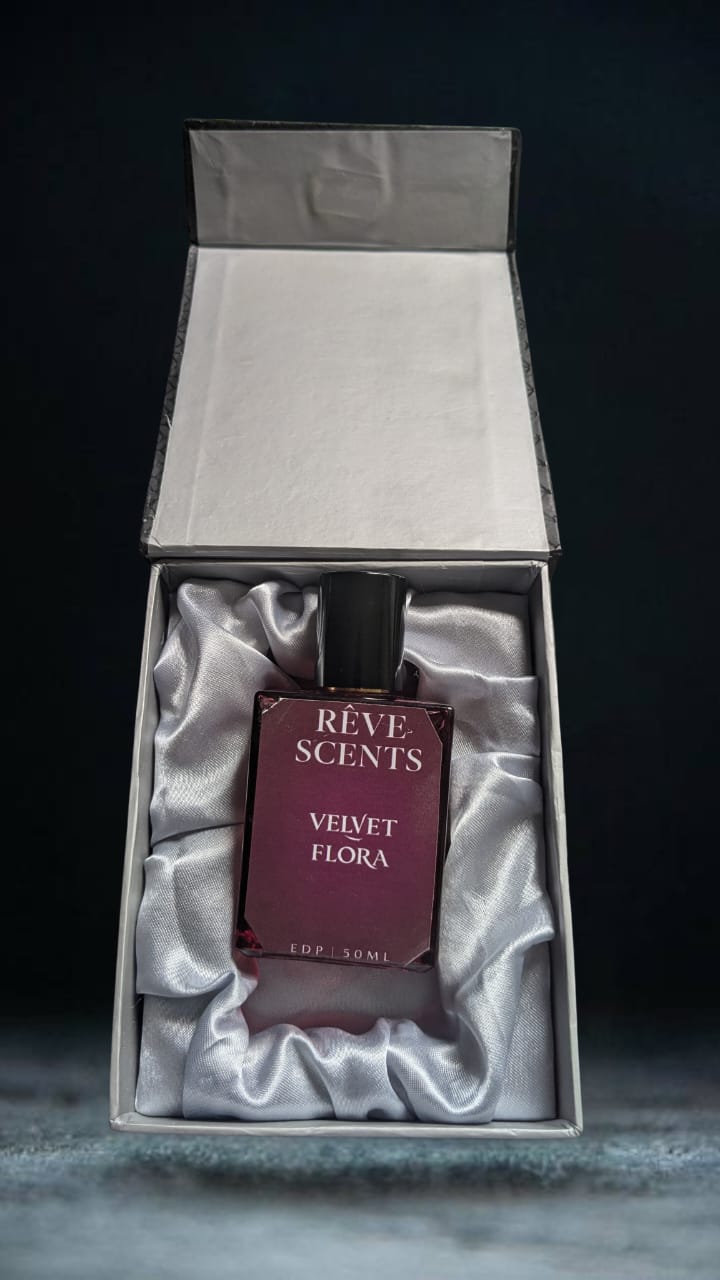 RÊVE
SCENTS
VELVET
FLORA
EDP | 50ML